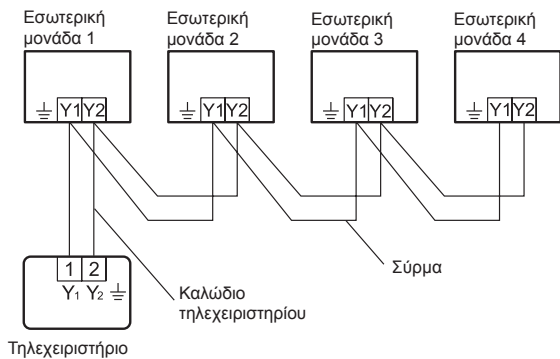 Εσωτερική
μονάδα 1
Εσωτερική
μονάδα 2
Εσωτερική
μονάδα 3
Εσωτερική
μονάδα 4
Y1 Y2
Y1 Y2
Y1 Y2
Y1 Y2
1 2
Y1 Y2
Σύρμα
Καλώδιο
τηλεχειριστηρίου
Τηλεχειριστήριο